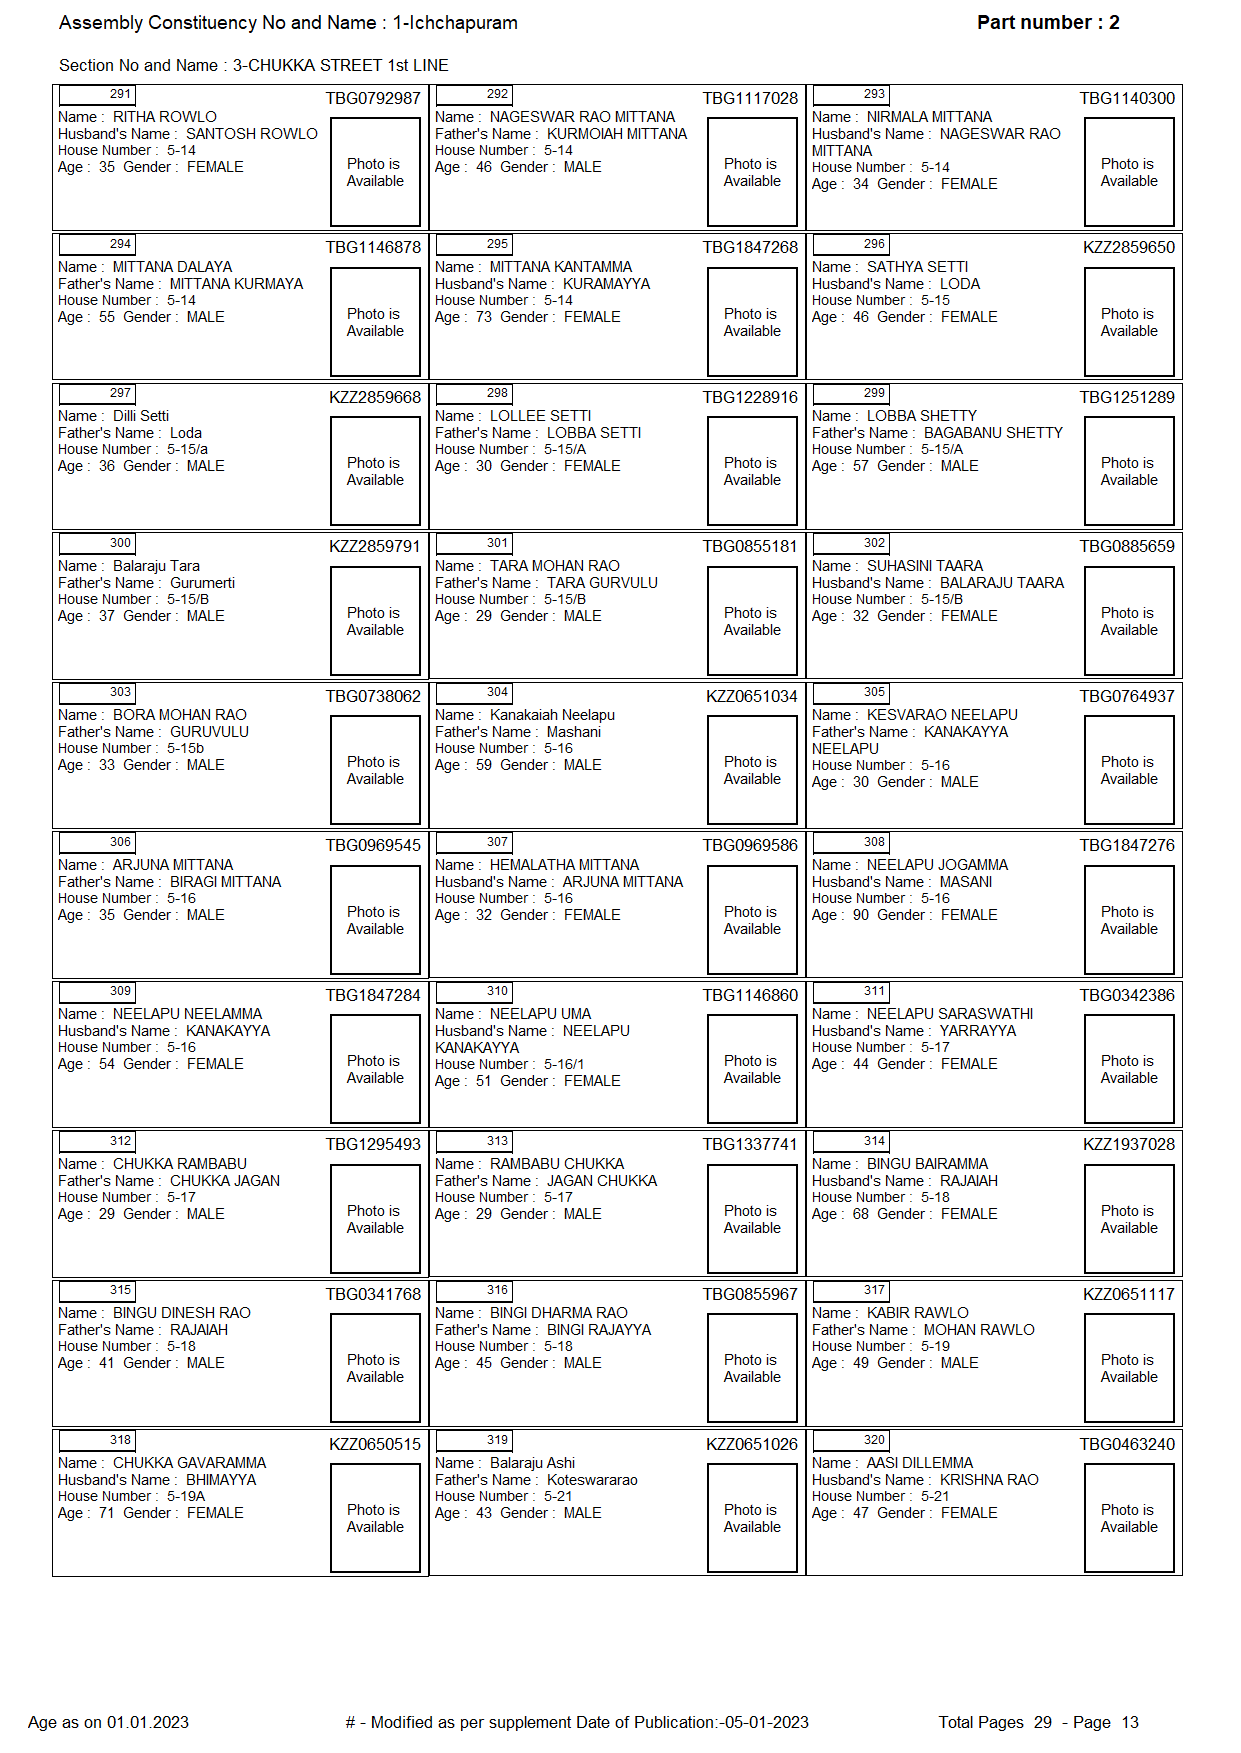 Assembly Constituency No and Name : 1-Ichchapuram
Part number : 2
Section No and Name : 3-CHUKKA STREET 1st LINE
291
TBG0792987
Name : RITHA ROWLO
Husband's Name : SANTOSH ROWLO
House Number : 5-14
Age : 35 Gender : FEMALE
Photo is
Available
292
TBG1117028
Name : NAGESWAR RAO MITTANA
Father's Name : KURMOIAH MITTANA
House Number : 5-14
Age : 46 Gender : MALE
Photo is
Available
293
TBG1140300
Name : NIRMALA MITTANA
Husband's Name : NAGESWAR RAO
MITTANA
House Number : 5-14
Age : 34 Gender : FEMALE
Photo is
Available
294
TBG1146878
Name : MITTANA DALAYA
Father's Name : MITTANA KURMAYA
House Number : 5-14
Age : 55 Gender : MALE
Photo is
Available
295
TBG1847268
Name : MITTANA KANTAMMA
Husband's Name : KURAMAYYA
House Number : 5-14
Age : 73 Gender : FEMALE
Photo is
Available
296
KZZ2859650
Name : SATHYA SETTI
Husband's Name : LODA
House Number : 5-15
Age : 46 Gender : FEMALE
Photo is
Available
297
KZZ2859668
Name : Dilli Setti
Father's Name : Loda
House Number : 5-15/a
Age : 36 Gender : MALE
Photo is
Available
298
TBG1228916
Name : LOLLEE SETTI
Father's Name : LOBBA SETTI
House Number : 5-15/A
Age : 30 Gender : FEMALE
Photo is
Available
299
TBG1251289
Name : LOBBA SHETTY
Father's Name : BAGABANU SHETTY
House Number : 5-15/A
Age : 57 Gender : MALE
Photo is
Available
300
KZZ2859791
Name : Balaraju Tara
Father's Name : Gurumerti
House Number : 5-15/B
Age : 37 Gender : MALE
Photo is
Available
301
TBG0855181
Name : TARA MOHAN RAO
Father's Name : TARA GURVULU
House Number : 5-15/B
Age : 29 Gender : MALE
Photo is
Available
302
TBG0885659
Name : SUHASINI TAARA
Husband's Name : BALARAJU TAARA
House Number : 5-15/B
Age : 32 Gender : FEMALE
Photo is
Available
303
TBG0738062
Name : BORA MOHAN RAO
Father's Name : GURUVULU
House Number : 5-15b
Age : 33 Gender : MALE
Photo is
Available
304
KZZ0651034
Name : Kanakaiah Neelapu
Father's Name : Mashani
House Number : 5-16
Age : 59 Gender : MALE
Photo is
Available
305
TBG0764937
Name : KESVARAO NEELAPU
Father's Name : KANAKAYYA
NEELAPU
House Number : 5-16
Age : 30 Gender : MALE
Photo is
Available
306
TBG0969545
Name : ARJUNA MITTANA
Father's Name : BIRAGI MITTANA
House Number : 5-16
Age : 35 Gender : MALE
Photo is
Available
307
TBG0969586
Name : HEMALATHA MITTANA
Husband's Name : ARJUNA MITTANA
House Number : 5-16
Age : 32 Gender : FEMALE
Photo is
Available
308
TBG1847276
Name : NEELAPU JOGAMMA
Husband's Name : MASANI
House Number : 5-16
Age : 90 Gender : FEMALE
Photo is
Available
309
TBG1847284
Name : NEELAPU NEELAMMA
Husband's Name : KANAKAYYA
House Number : 5-16
Age : 54 Gender : FEMALE
Photo is
Available
310
TBG1146860
Name : NEELAPU UMA
Husband's Name : NEELAPU
KANAKAYYA
House Number : 5-16/1
Age : 51 Gender : FEMALE
Photo is
Available
311
TBG0342386
Name : NEELAPU SARASWATHI
Husband's Name : YARRAYYA
House Number : 5-17
Age : 44 Gender : FEMALE
Photo is
Available
312
TBG1295493
Name : CHUKKA RAMBABU
Father's Name : CHUKKA JAGAN
House Number : 5-17
Age : 29 Gender : MALE
Photo is
Available
313
TBG1337741
Name : RAMBABU CHUKKA
Father's Name : JAGAN CHUKKA
House Number : 5-17
Age : 29 Gender : MALE
Photo is
Available
314
KZZ1937028
Name : BINGU BAIRAMMA
Husband's Name : RAJAIAH
House Number : 5-18
Age : 68 Gender : FEMALE
Photo is
Available
315
TBG0341768
Name : BINGU DINESH RAO
Father's Name : RAJAIAH
House Number : 5-18
Age : 41 Gender : MALE
Photo is
Available
316
TBG0855967
Name : BINGI DHARMA RAO
Father's Name : BINGI RAJAYYA
House Number : 5-18
Age : 45 Gender : MALE
Photo is
Available
317
KZZ0651117
Name : KABIR RAWLO
Father's Name : MOHAN RAWLO
House Number : 5-19
Age : 49 Gender : MALE
Photo is
Available
318
KZZ0650515
Name : CHUKKA GAVARAMMA
Husband's Name : BHIMAYYA
House Number : 5-19A
Age : 71 Gender : FEMALE
Photo is
Available
319
KZZ0651026
Name : Balaraju Ashi
Father's Name : Koteswararao
House Number : 5-21
Age : 43 Gender : MALE
Photo is
Available
320
TBG0463240
Name : AASI DILLEMMA
Husband's Name : KRISHNA RAO
House Number : 5-21
Age : 47 Gender : FEMALE
Photo is
Available
Age as on 01.01.2023
# - Modified as per supplement Date of Publication:-05-01-2023
Total Pages 29 - Page 13